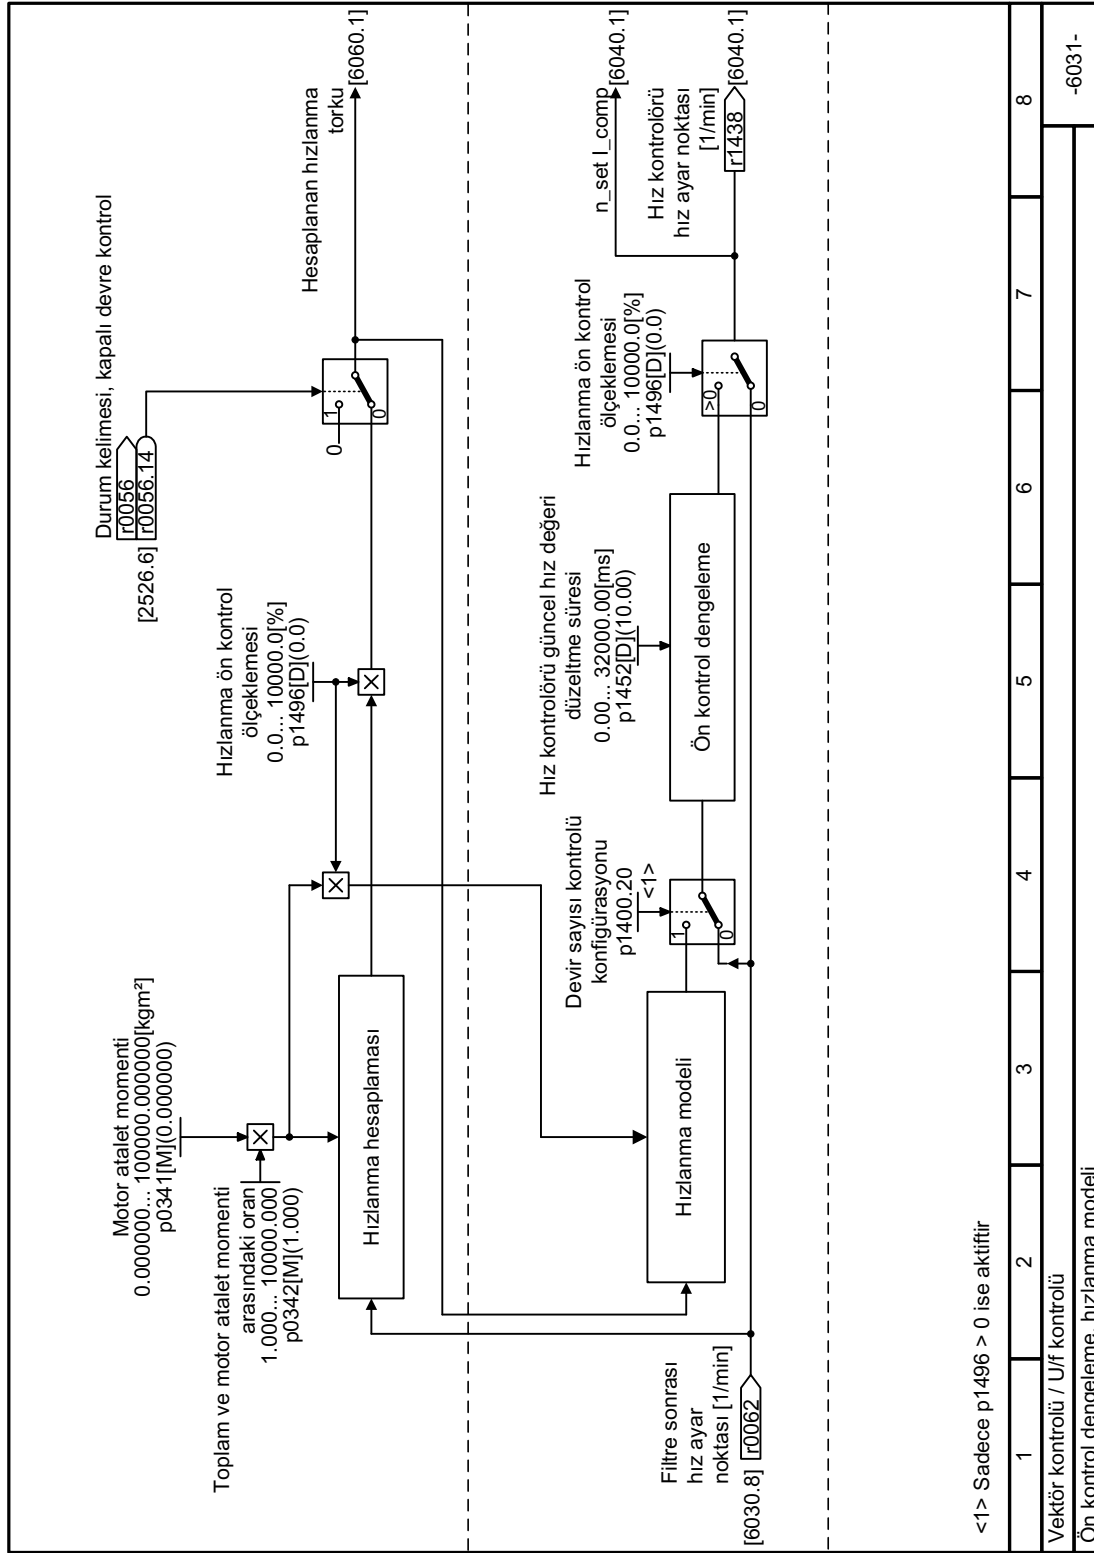 Durum kelimesi, kapalı devre kontrol
r0056
[2526.6] r0056.14
Motor atalet momenti
0.000000... 100000.000000[kgm²]
p0341[M](0.000000)
Toplam ve motor atalet momenti
arasındaki oran
1.000... 10000.000
p0342[M](1.000)
Hızlanma ön kontrol
ölçeklemesi
0.0... 10000.0[%]
p1496[D](0.0)
Hesaplanan hızlanma
torku
[6060.1]
0
1
0
Hızlanma hesaplaması
Hızlanma ön kontrol
ölçeklemesi
0.0... 10000.0[%]
p1496[D](0.0)
n_set I_comp
[6040.1]
Hız kontrolörü güncel hız değeri
düzeltme süresi
0.00... 32000.00[ms]
p1452[D](10.00)
Devir sayısı kontrolü
konfigürasyonu
p1400.20
<1>
Hız kontrolörü
hız ayar noktası
[1/min]
r1438
[6040.1]
Hızlanma modeli
1
0
Ön kontrol dengeleme
>0
0
Filtre sonrası
hız ayar
noktası [1/min]
[6030.8] r0062
<1> Sadece p1496 > 0 ise aktiftir
1 2 3 4 5 6 7 8
Vektör kontrolü / U/f kontrolü
-6031-
Ön kontrol dengeleme, hızlanma modeli